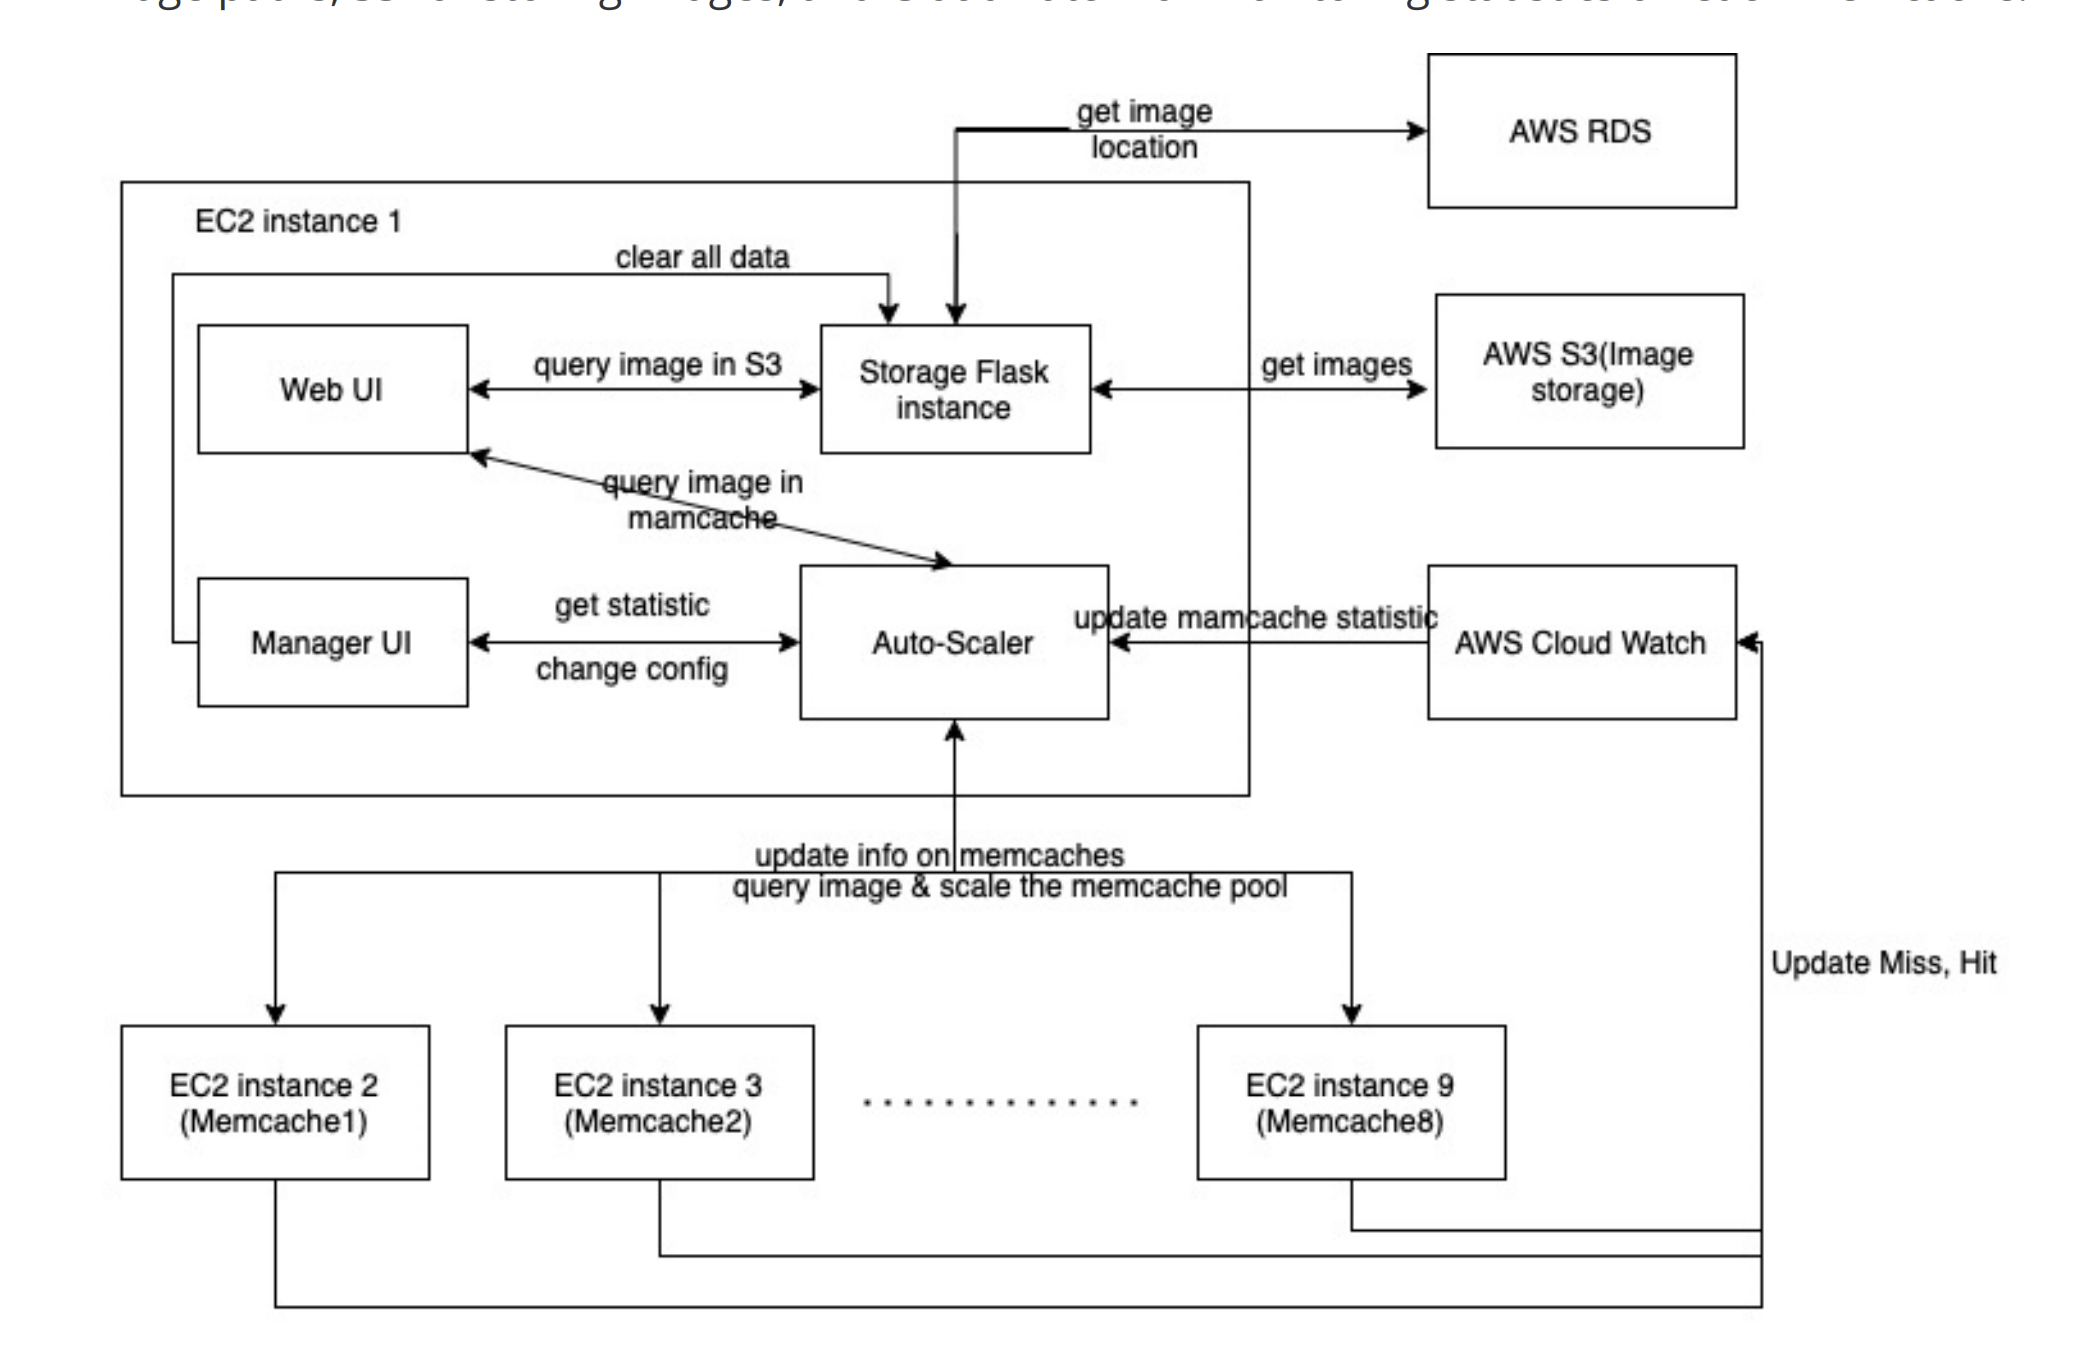 get image
location
AWS RDS
EC2 instance 1
clear all data
Web UI
query image in S3
Storage Flask
instance
get images
AWS S3(Image
storage)
query image in
mamcache
Manager UI
get statistic
change config
Auto-Scaler
update mamcache statistic
AWS Cloud Watch
update info on memcaches
query image & scale the memcache pool
Update Miss, Hit
EC2 instance 2
(Memcache1)
EC2 instance 3
(Memcache2)
. . . . . . . . . . . . . .
EC2 instance 9
(Memcache8)